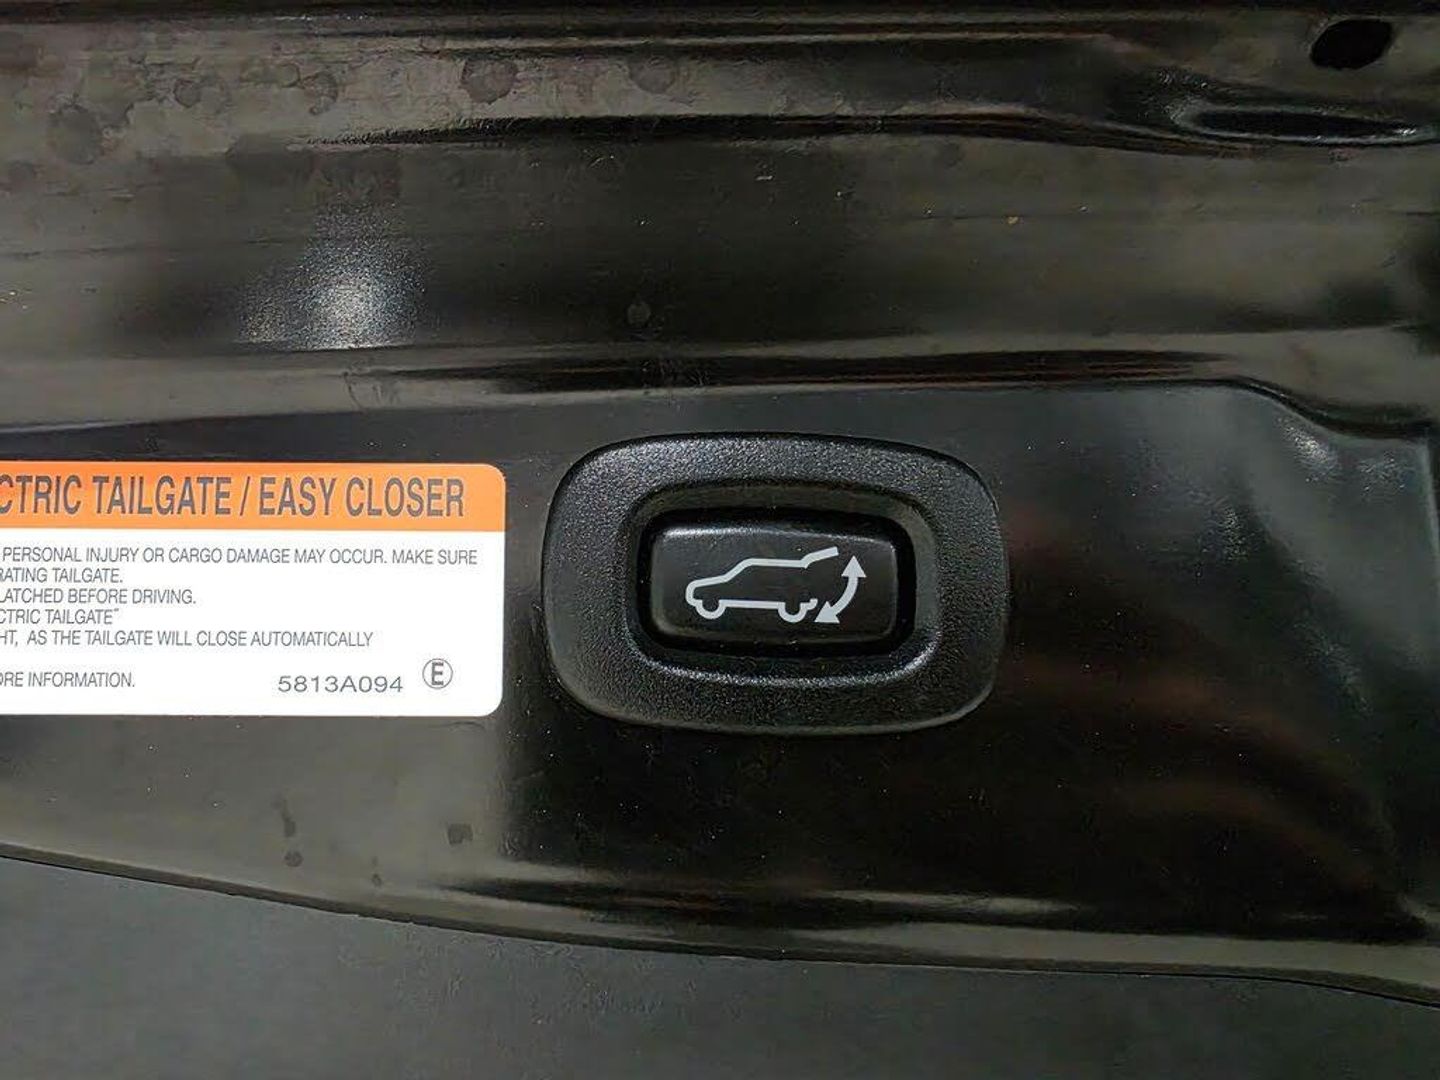 CTRIC TAILGATE / EASY CLOSER
PERSONAL INJURY OR CARGO DAMAGE MAY OCCUR. MAKE SURE
RATING TAILGATE.
LATCHED BEFORE DRIVING.
CTRIC TAILGATE"
HT, AS THE TAILGATE WILL CLOSE AUTOMATICALLY
ORE INFORMATION.
5813A094 E